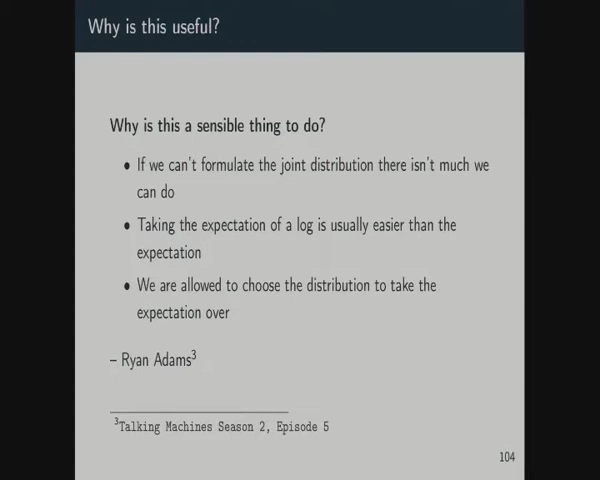 Why is this useful?
Why is this a sensible thing to do?
• If we can't formulate the joint distribution there isn't much we
can do
• Taking the expectation of a log is usually easier than the
expectation
• We are allowed to choose the distribution to take the
expectation over
– Ryan Adams³
³Talking Machines Season 2, Episode 5
104